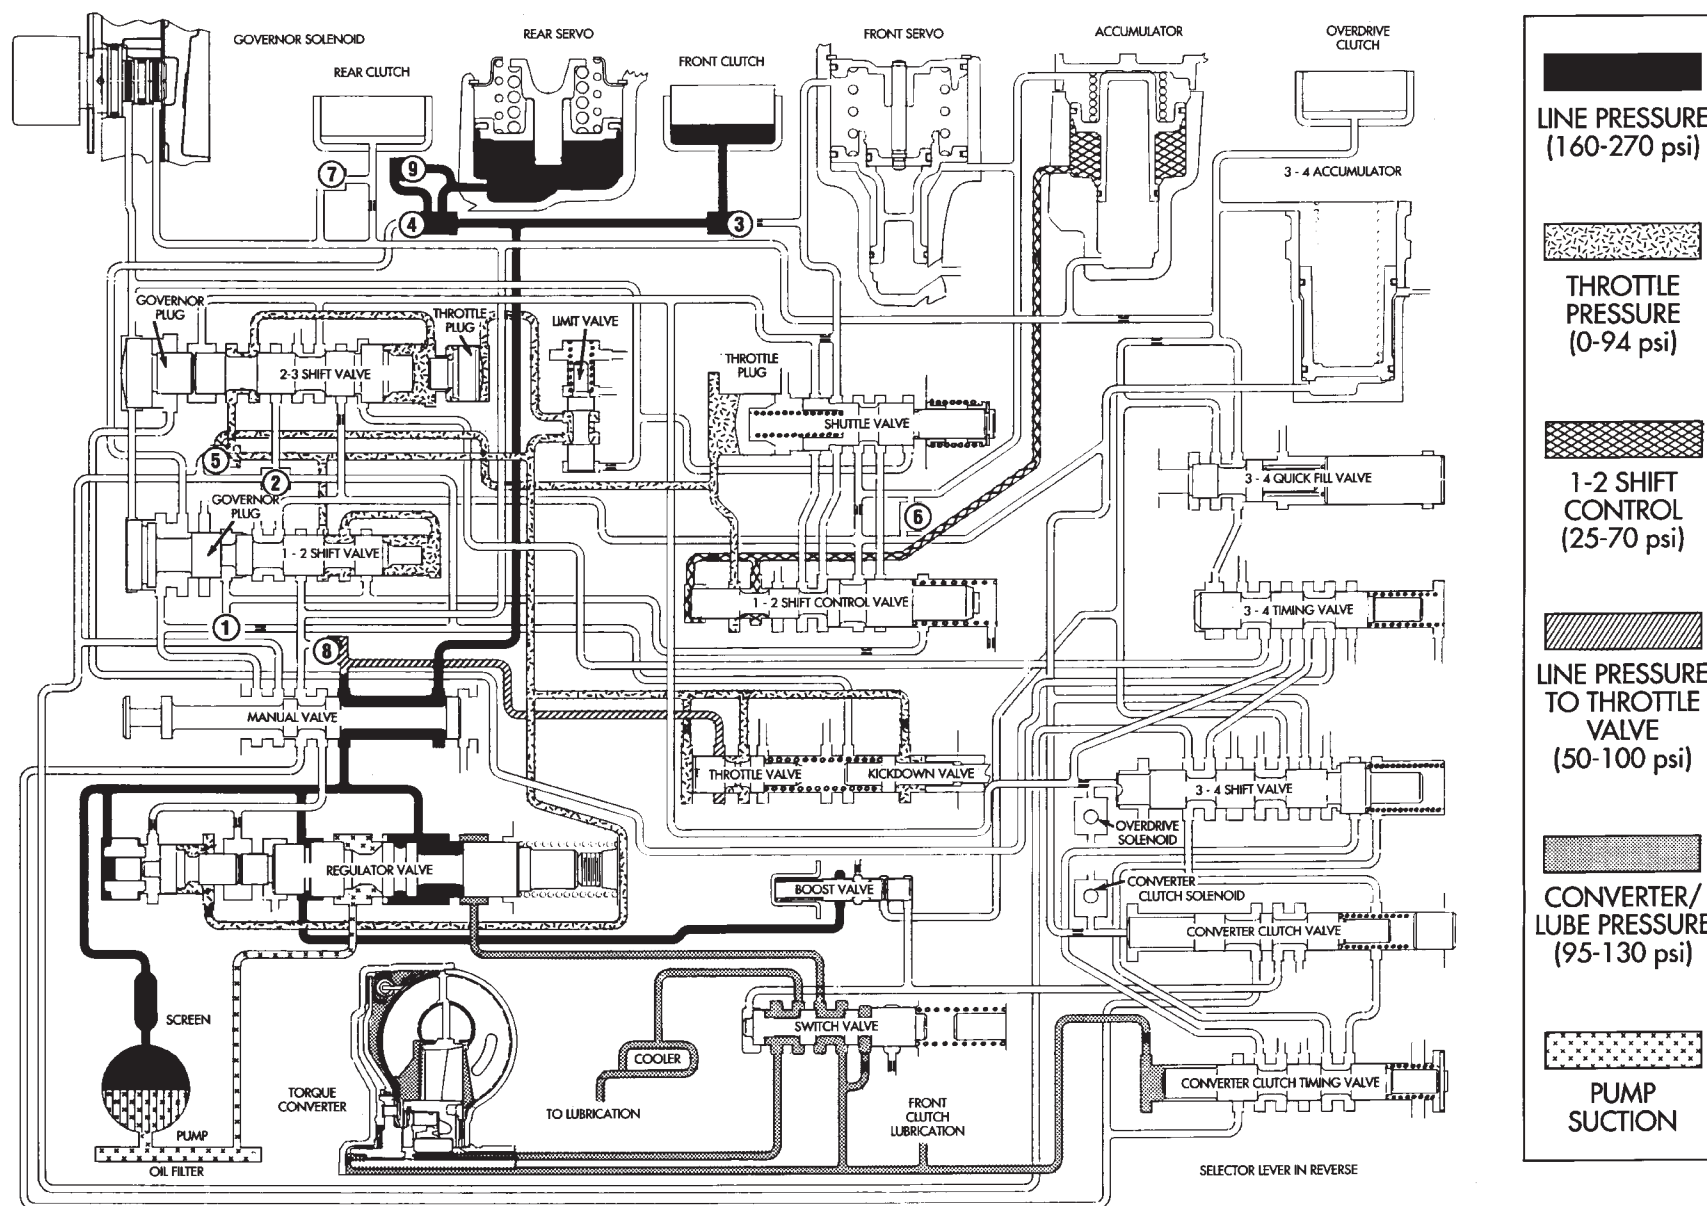 GOVERNOR SOLENOID
REAR CLUTCH
REAR SERVO
FRONT CLUTCH
FRONT SERVO
ACCUMULATOR
OVERDRIVE
CLUTCH
3 - 4 ACCUMULATOR
7
9
4
3
GOVERNOR
PLUG
THROTTLE
PLUG
LIMIT VALVE
2-3 SHIFT VALVE
THROTTLE
PLUG
SHUTTLE VALVE
5
2
GOVERNOR
PLUG
6
3 - 4 QUICK FILL VALVE
1 - 2 SHIFT VALVE
1 - 2 SHIFT CONTROL VALVE
3 - 4 TIMING VALVE
1
8
MANUAL VALVE
THROTTLE VALVE
KICKDOWN VALVE
3 - 4 SHIFT VALVE
OVERDRIVE
SOLENOID
REGULATOR VALVE
BOOST VALVE
CONVERTER
CLUTCH SOLENOID
CONVERTER CLUTCH VALVE
SCREEN
SWITCH VALVE
COOLER
TORQUE
CONVERTER
TO LUBRICATION
FRONT
CLUTCH
LUBRICATION
CONVERTER CLUTCH TIMING VALVE
PUMP
OIL FILTER
SELECTOR LEVER IN REVERSE
LINE PRESSURE
(160-270 psi)
THROTTLE
PRESSURE
(0-94 psi)
1-2 SHIFT
CONTROL
(25-70 psi)
LINE PRESSURE
TO THROTTLE
VALVE
(50-100 psi)
CONVERTER/
LUBE PRESSURE
(95-130 psi)
PUMP
SUCTION